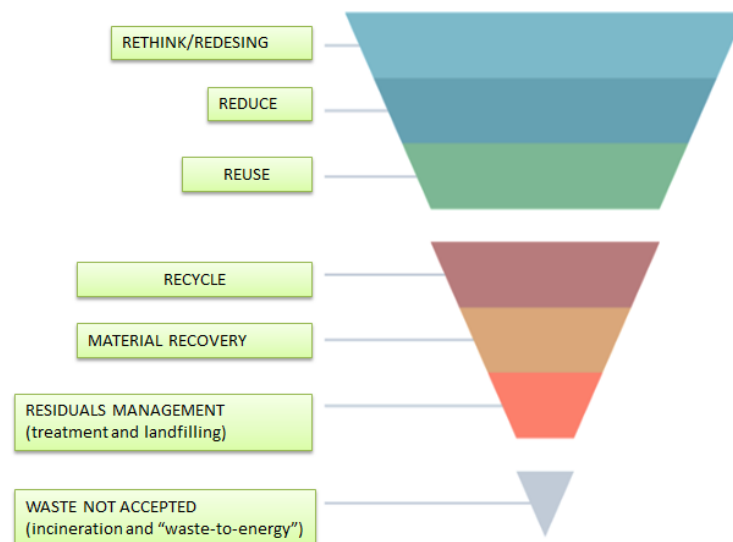 RETHINK/REDESING
REDUCE
REUSE
RECYCLE
MATERIAL RECOVERY
RESIDUALS MANAGEMENT
(treatment and landfilling)
WASTE NOT ACCEPTED
(incineration and “waste-to-energy”)